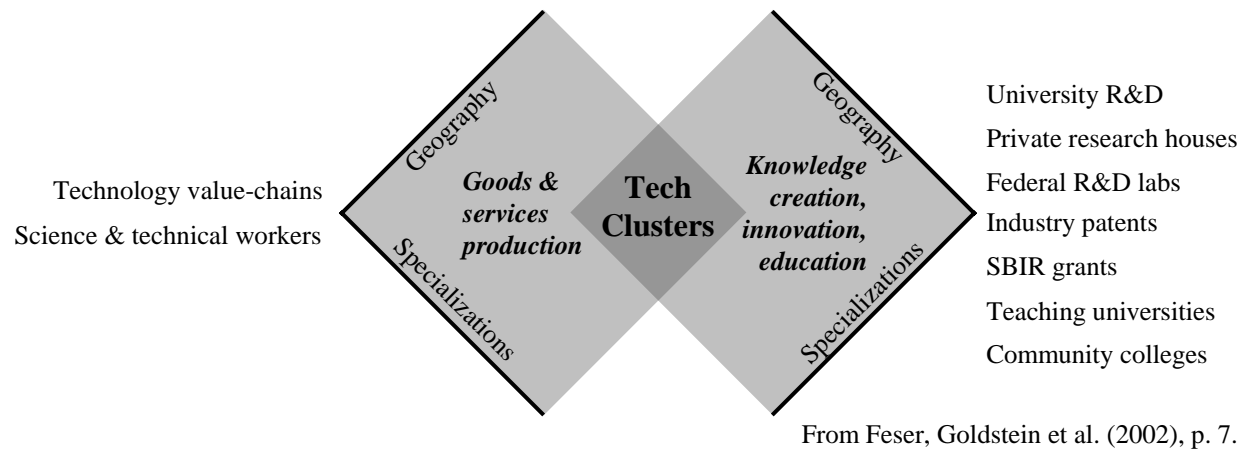 Technology value-chains
Science & technical workers
Geography
Specializations
Goods &
services
production
Tech
Clusters
Knowledge
creation,
innovation,
education
Geography
Specializations
University R&D
Private research houses
Federal R&D labs
Industry patents
SBIR grants
Teaching universities
Community colleges
From Feser, Goldstein et al. (2002), p. 7.